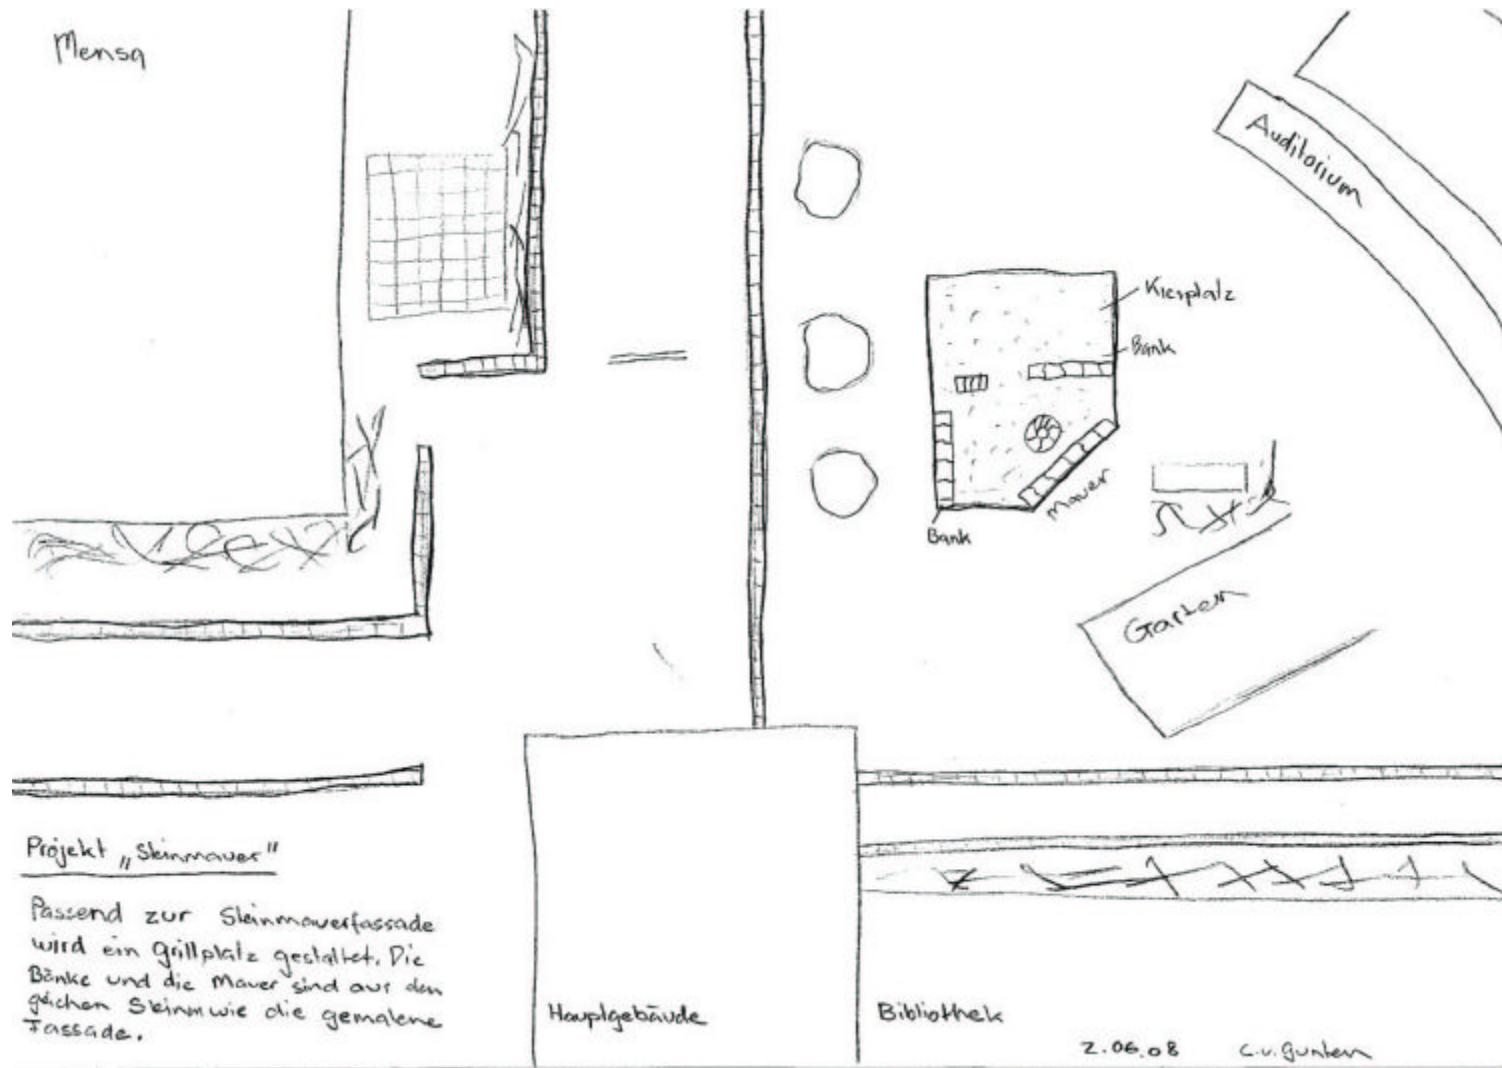 Mensa
Auditorium
Kiesplatz
Bank
Mauer
Bank
Garten
Projekt „Steinmauer"
Passend zur Steinmauerfassade
wird ein Grillplatz gestaltet. Die
Bänke und die Mauer sind aus den
gleichen Steinen wie die gemalene
Fassade.
Hauptgebäude
Bibliothek
2.06.08 C.v. Gunten